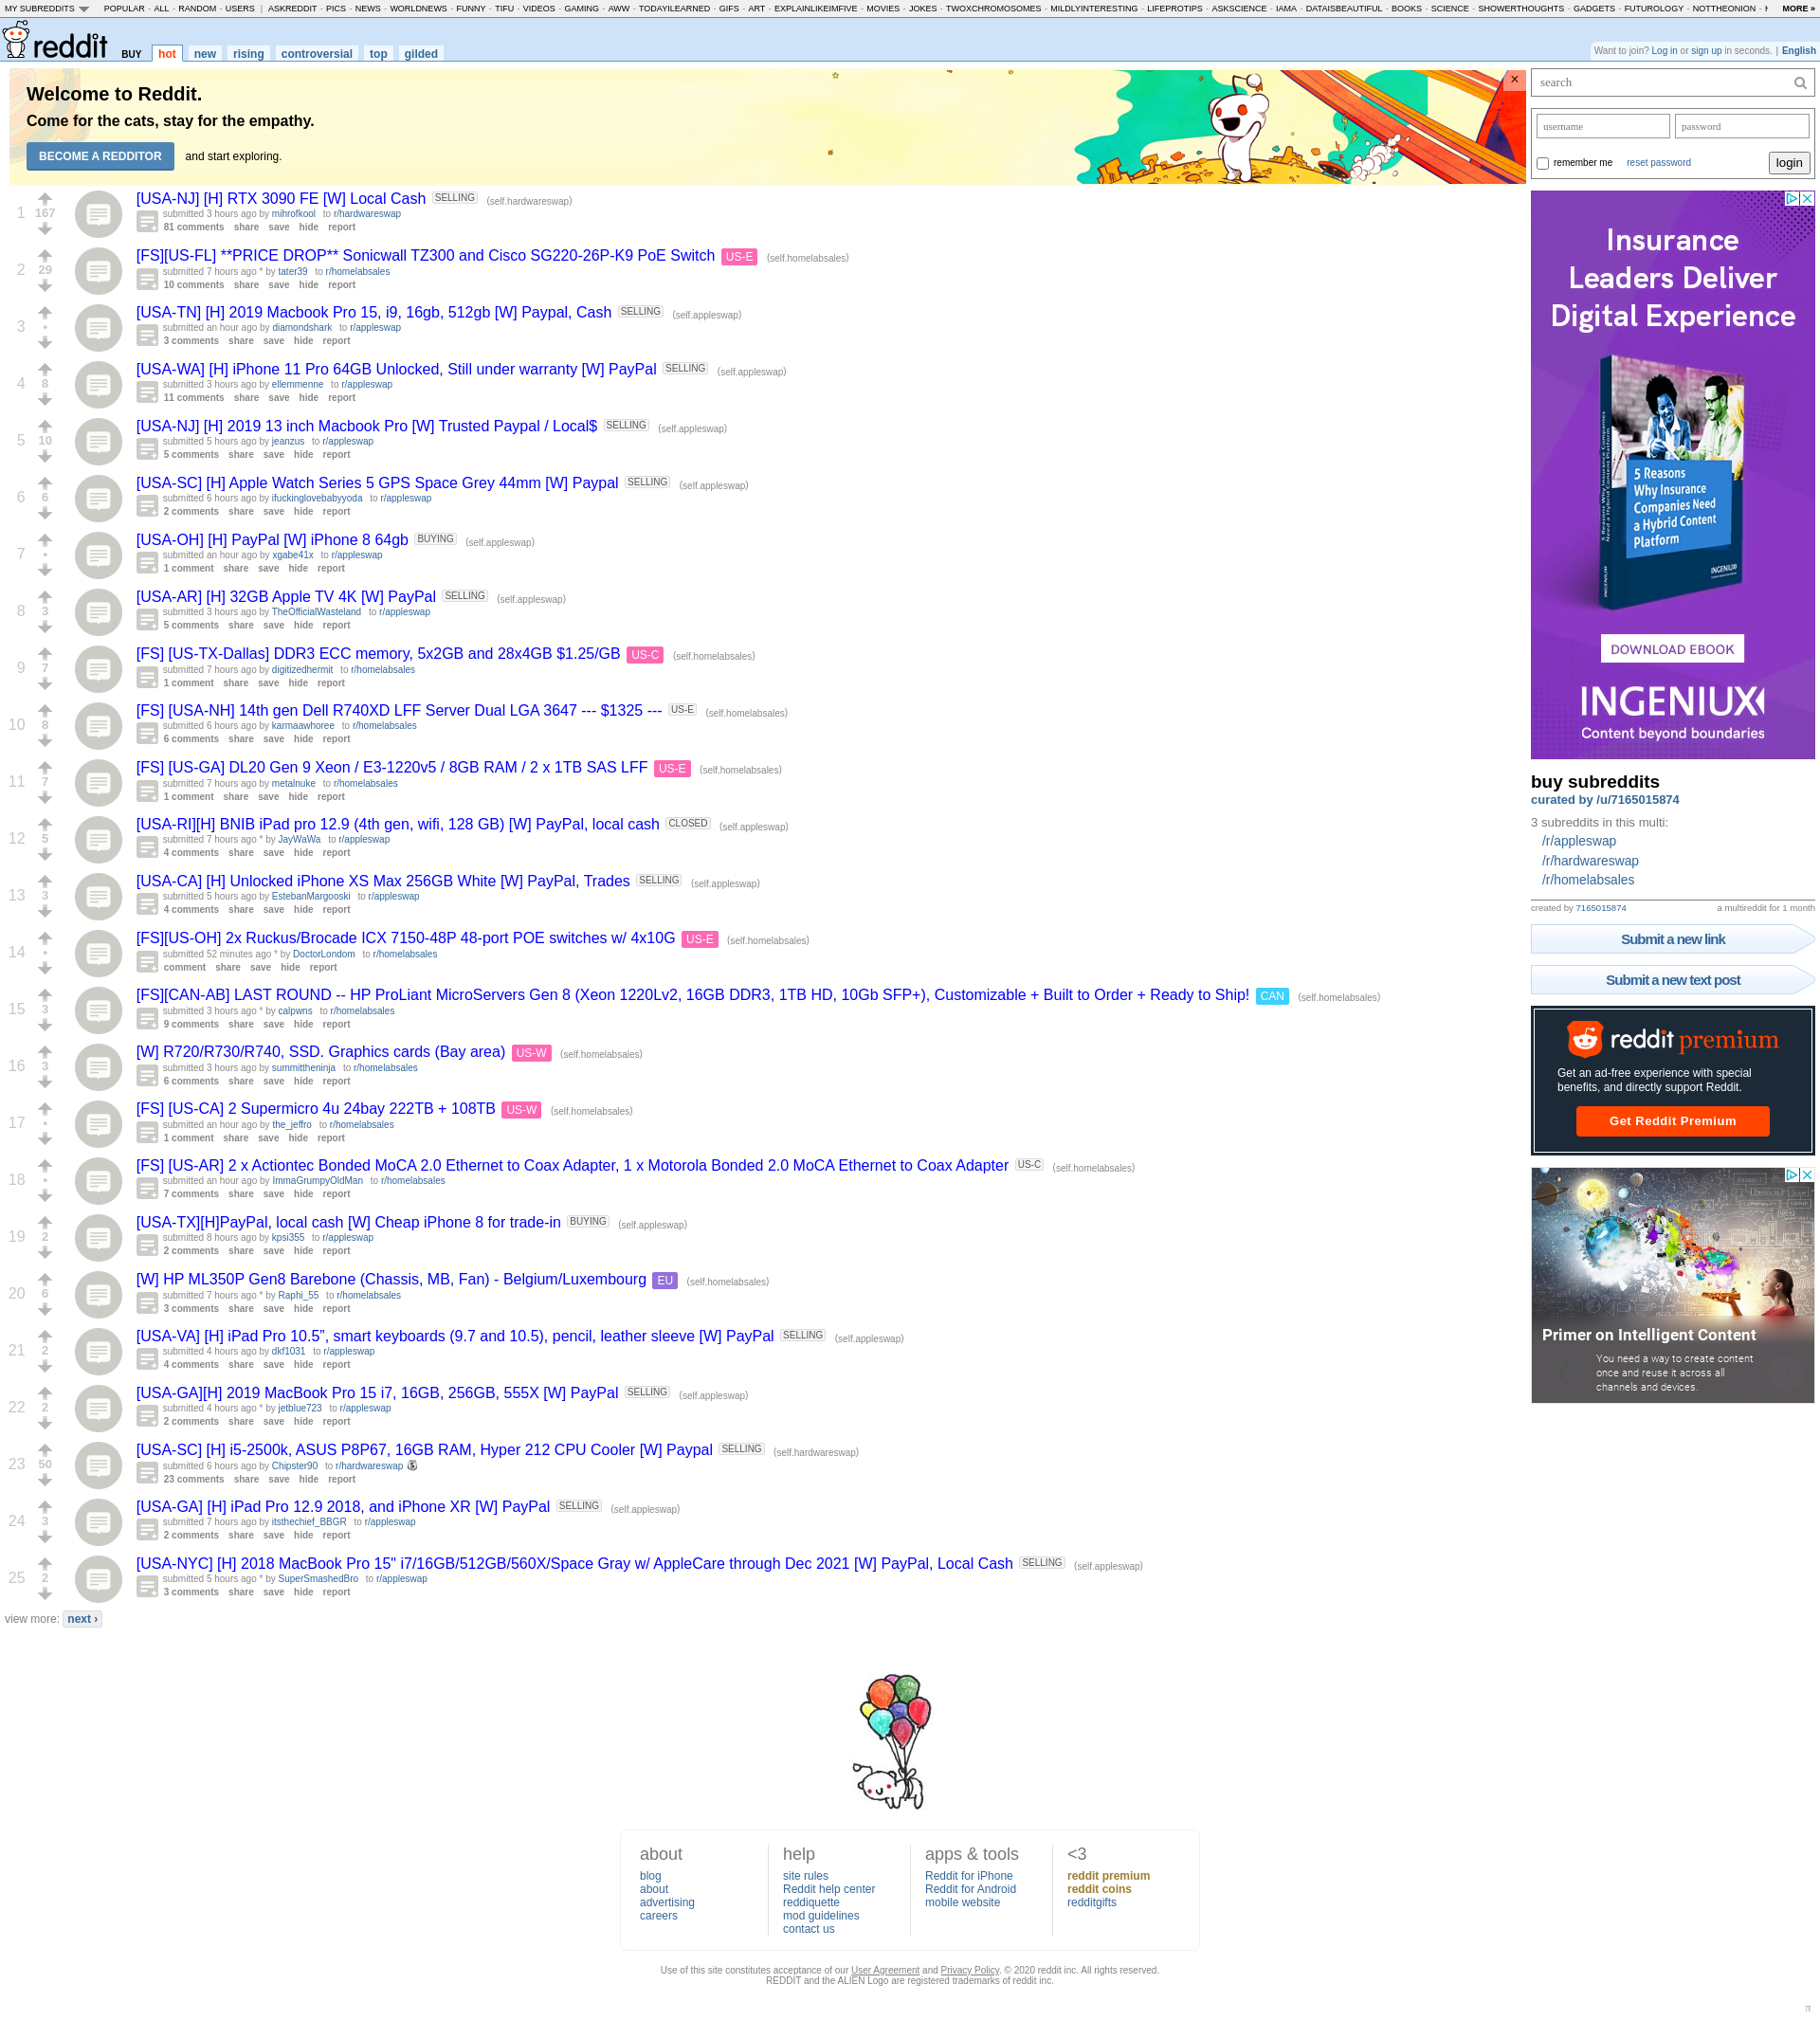 MY SUBREDDITS POPULAR - ALL - RANDOM - USERS | ASKREDDIT - PICS - NEWS - WORLDNEWS - FUNNY - TIFU - VIDEOS - GAMING - AWW - TODAYILEARNED - GIFS - ART - EXPLAINLIKEIMFIVE - MOVIES - JOKES - TWOXCHROMOSOMES - MILDLYINTERESTING - LIFEPROTIPS - ASKSCIENCE - IAMA - DATAISBEAUTIFUL - BOOKS - SCIENCE - SHOWERTHOUGHTS - GADGETS - FUTUROLOGY - NOTTHEONION - MORE »
reddit BUY hot new rising controversial top gilded
Want to join? Log in or sign up in seconds. | English
Welcome to Reddit.
Come for the cats, stay for the empathy.
BECOME A REDDITOR and start exploring.
×
1 167 [USA-NJ] [H] RTX 3090 FE [W] Local Cash SELLING (self.hardwareswap)
submitted 3 hours ago by mihrofkool to r/hardwareswap
81 comments share save hide report
2 29 [FS][US-FL] **PRICE DROP** Sonicwall TZ300 and Cisco SG220-26P-K9 PoE Switch US-E (self.homelabsales)
submitted 7 hours ago * by tater39 to r/homelabsales
10 comments share save hide report
3 • [USA-TN] [H] 2019 Macbook Pro 15, i9, 16gb, 512gb [W] Paypal, Cash SELLING (self.appleswap)
submitted an hour ago by diamondshark to r/appleswap
3 comments share save hide report
4 8 [USA-WA] [H] iPhone 11 Pro 64GB Unlocked, Still under warranty [W] PayPal SELLING (self.appleswap)
submitted 3 hours ago by ellemmenne to r/appleswap
11 comments share save hide report
5 10 [USA-NJ] [H] 2019 13 inch Macbook Pro [W] Trusted Paypal / Local$ SELLING (self.appleswap)
submitted 5 hours ago by jeanzus to r/appleswap
5 comments share save hide report
6 6 [USA-SC] [H] Apple Watch Series 5 GPS Space Grey 44mm [W] Paypal SELLING (self.appleswap)
submitted 6 hours ago by ifuckinglovebabyyoda to r/appleswap
2 comments share save hide report
7 • [USA-OH] [H] PayPal [W] iPhone 8 64gb BUYING (self.appleswap)
submitted an hour ago by xgabe41x to r/appleswap
1 comment share save hide report
8 3 [USA-AR] [H] 32GB Apple TV 4K [W] PayPal SELLING (self.appleswap)
submitted 3 hours ago by TheOfficialWasteland to r/appleswap
5 comments share save hide report
9 7 [FS] [US-TX-Dallas] DDR3 ECC memory, 5x2GB and 28x4GB $1.25/GB US-C (self.homelabsales)
submitted 7 hours ago by digitizedhermit to r/homelabsales
1 comment share save hide report
10 8 [FS] [USA-NH] 14th gen Dell R740XD LFF Server Dual LGA 3647 --- $1325 --- US-E (self.homelabsales)
submitted 6 hours ago by karmaawhoree to r/homelabsales
6 comments share save hide report
11 7 [FS] [US-GA] DL20 Gen 9 Xeon / E3-1220v5 / 8GB RAM / 2 x 1TB SAS LFF US-E (self.homelabsales)
submitted 7 hours ago by metalnuke to r/homelabsales
1 comment share save hide report
12 5 [USA-RI][H] BNIB iPad pro 12.9 (4th gen, wifi, 128 GB) [W] PayPal, local cash CLOSED (self.appleswap)
submitted 7 hours ago * by JayWaWa to r/appleswap
4 comments share save hide report
13 3 [USA-CA] [H] Unlocked iPhone XS Max 256GB White [W] PayPal, Trades SELLING (self.appleswap)
submitted 5 hours ago by EstebanMargooski to r/appleswap
4 comments share save hide report
14 • [FS][US-OH] 2x Ruckus/Brocade ICX 7150-48P 48-port POE switches w/ 4x10G US-E (self.homelabsales)
submitted 52 minutes ago * by DoctorLondom to r/homelabsales
comment share save hide report
15 3 [FS][CAN-AB] LAST ROUND -- HP ProLiant MicroServers Gen 8 (Xeon 1220Lv2, 16GB DDR3, 1TB HD, 10Gb SFP+), Customizable + Built to Order + Ready to Ship! CAN (self.homelabsales)
submitted 3 hours ago * by calpwns to r/homelabsales
9 comments share save hide report
16 3 [W] R720/R730/R740, SSD. Graphics cards (Bay area) US-W (self.homelabsales)
submitted 3 hours ago by summittheninja to r/homelabsales
6 comments share save hide report
17 • [FS] [US-CA] 2 Supermicro 4u 24bay 222TB + 108TB US-W (self.homelabsales)
submitted an hour ago by the_jeffro to r/homelabsales
1 comment share save hide report
18 • [FS] [US-AR] 2 x Actiontec Bonded MoCA 2.0 Ethernet to Coax Adapter, 1 x Motorola Bonded 2.0 MoCA Ethernet to Coax Adapter US-C (self.homelabsales)
submitted an hour ago by ImmaGrumpyOldMan to r/homelabsales
7 comments share save hide report
19 2 [USA-TX][H]PayPal, local cash [W] Cheap iPhone 8 for trade-in BUYING (self.appleswap)
submitted 8 hours ago by kpsi355 to r/appleswap
2 comments share save hide report
20 6 [W] HP ML350P Gen8 Barebone (Chassis, MB, Fan) - Belgium/Luxembourg EU (self.homelabsales)
submitted 7 hours ago * by Raphi_55 to r/homelabsales
3 comments share save hide report
21 2 [USA-VA] [H] iPad Pro 10.5”, smart keyboards (9.7 and 10.5), pencil, leather sleeve [W] PayPal SELLING (self.appleswap)
submitted 4 hours ago by dkf1031 to r/appleswap
4 comments share save hide report
22 2 [USA-GA][H] 2019 MacBook Pro 15 i7, 16GB, 256GB, 555X [W] PayPal SELLING (self.appleswap)
submitted 4 hours ago * by jetblue723 to r/appleswap
2 comments share save hide report
23 50 [USA-SC] [H] i5-2500k, ASUS P8P67, 16GB RAM, Hyper 212 CPU Cooler [W] Paypal SELLING (self.hardwareswap)
submitted 6 hours ago by Chipster90 to r/hardwareswap
23 comments share save hide report
24 3 [USA-GA] [H] iPad Pro 12.9 2018, and iPhone XR [W] PayPal SELLING (self.appleswap)
submitted 7 hours ago by itsthechief_BBGR to r/appleswap
2 comments share save hide report
25 2 [USA-NYC] [H] 2018 MacBook Pro 15" i7/16GB/512GB/560X/Space Gray w/ AppleCare through Dec 2021 [W] PayPal, Local Cash SELLING (self.appleswap)
submitted 5 hours ago * by SuperSmashedBro to r/appleswap
3 comments share save hide report
view more: next ›
search
username password
remember me reset password login
Insurance
Leaders Deliver
Digital Experience
5 Reasons
Why Insurance
Companies Need
a Hybrid Content
Platform
INGENIUX
DOWNLOAD EBOOK
INGENIUX
Content beyond boundaries
buy subreddits
curated by /u/7165015874
3 subreddits in this multi:
/r/appleswap
/r/hardwareswap
/r/homelabsales
created by 7165015874 a multireddit for 1 month
Submit a new link
Submit a new text post
reddit premium
Get an ad-free experience with special
benefits, and directly support Reddit.
Get Reddit Premium
Primer on Intelligent Content
You need a way to create content
once and reuse it across all
channels and devices.
about
blog
about
advertising
careers
help
site rules
Reddit help center
reddiquette
mod guidelines
contact us
apps & tools
Reddit for iPhone
Reddit for Android
mobile website
<3
reddit premium
reddit coins
redditgifts
Use of this site constitutes acceptance of our User Agreement and Privacy Policy. © 2020 reddit inc. All rights reserved.
REDDIT and the ALIEN Logo are registered trademarks of reddit inc.
π